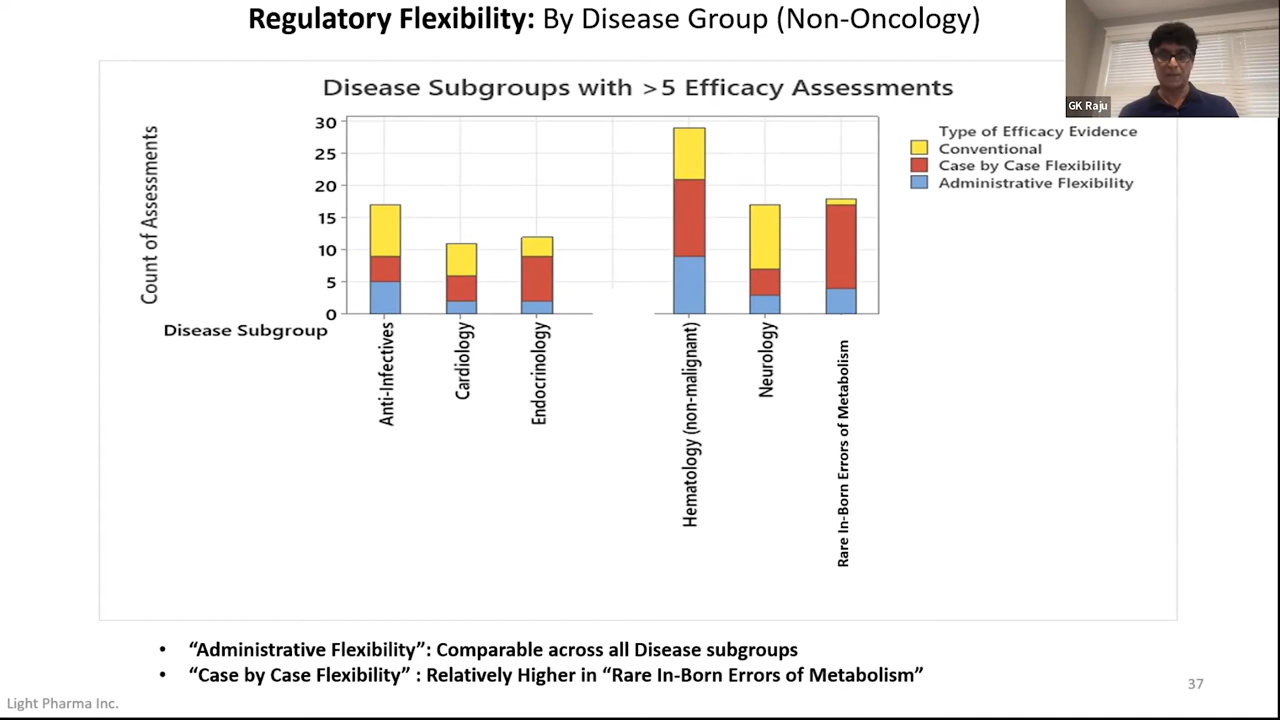 Regulatory Flexibility: By Disease Group (Non-Oncology)
GK Raju
Disease Subgroups with >5 Efficacy Assessments
Count of Assessments
30
25
20
15
10
5
0
Type of Efficacy Evidence
Conventional
Case by Case Flexibility
Administrative Flexibility
Disease Subgroup
Anti-Infectives
Cardiology
Endocrinology
Hematology (non-malignant)
Neurology
Rare In-Born Errors of Metabolism
• “Administrative Flexibility”: Comparable across all Disease subgroups
• “Case by Case Flexibility” : Relatively Higher in “Rare In-Born Errors of Metabolism”
37
Light Pharma Inc.